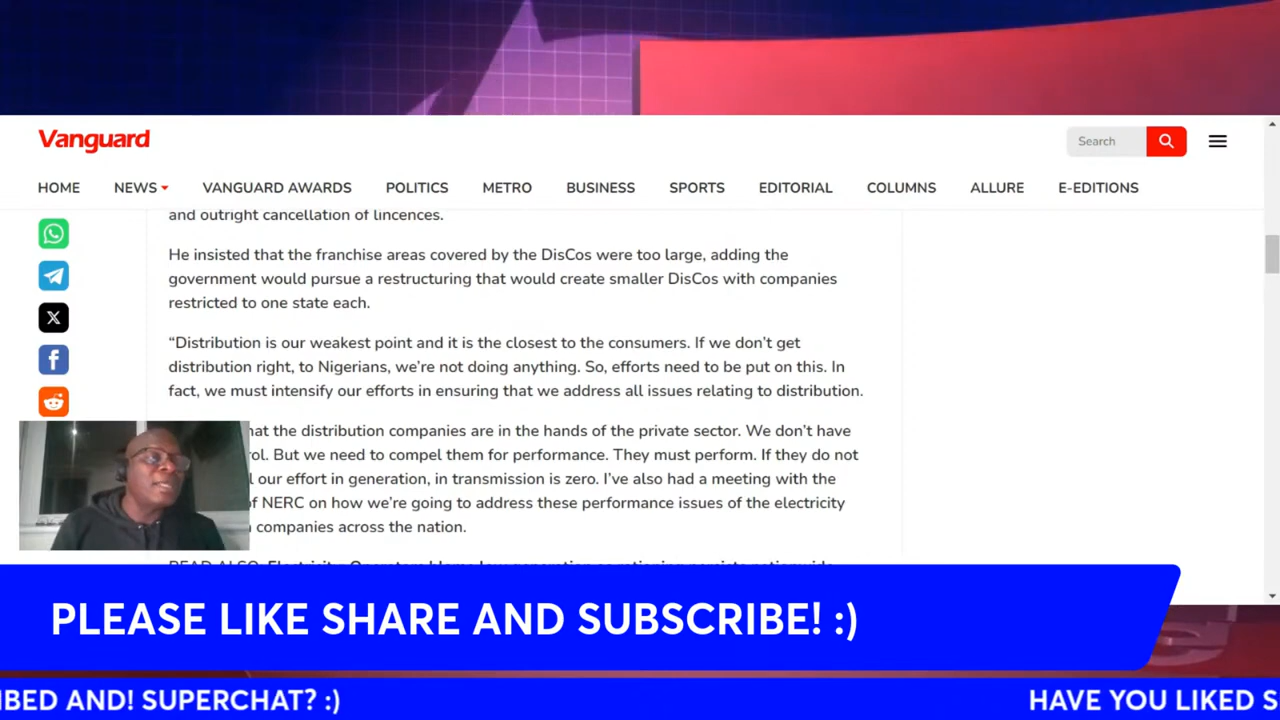 Vanguard
Search
HOME NEWS VANGUARD AWARDS POLITICS METRO BUSINESS SPORTS EDITORIAL COLUMNS ALLURE E-EDITIONS
and outright cancellation of lincences.
He insisted that the franchise areas covered by the DisCos were too large, adding the
government would pursue a restructuring that would create smaller DisCos with companies
restricted to one state each.
“Distribution is our weakest point and it is the closest to the consumers. If we don’t get
distribution right, to Nigerians, we’re not doing anything. So, efforts need to be put on this. In
fact, we must intensify our efforts in ensuring that we address all issues relating to distribution.
the distribution companies are in the hands of the private sector. We don’t have
But we need to compel them for performance. They must perform. If they do not
our effort in generation, in transmission is zero. I’ve also had a meeting with the
of NERC on how we’re going to address these performance issues of the electricity
companies across the nation.
PLEASE LIKE SHARE AND SUBSCRIBE! :)
AND! SUPERCHAT? :) HAVE YOU LIKED